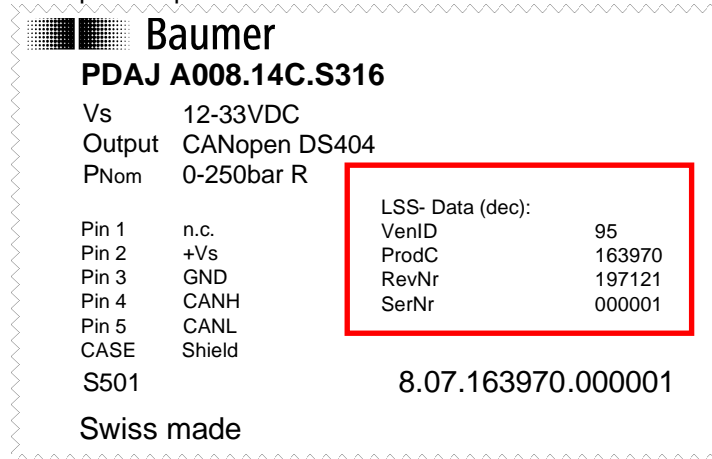 Baumer
PDAJ A008.14C.S316
Vs 12-33VDC
Output CANopen DS404
PNom 0-250bar R
LSS- Data (dec):
Pin 1 n.c. VenID 95
Pin 2 +Vs ProdC 163970
Pin 3 GND RevNr 197121
Pin 4 CANH SerNr 000001
Pin 5 CANL
CASE Shield
S501 8.07.163970.000001
Swiss made